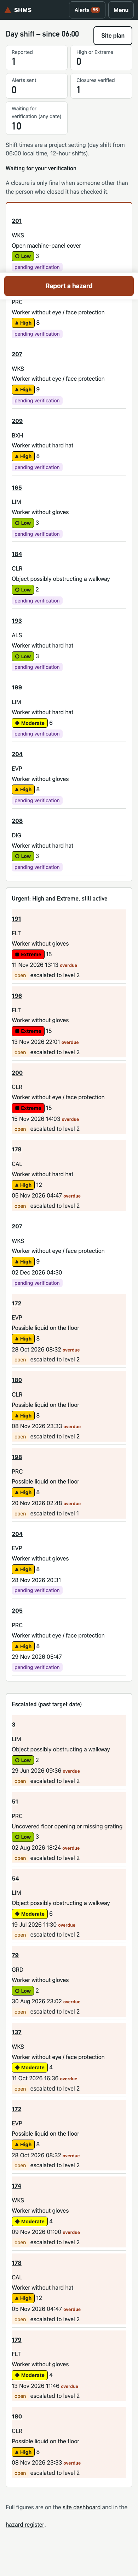 SHMS
Alerts 56
Menu
Day shift – since 06:00
Site plan
Reported
1
High or Extreme
0
Alerts sent
0
Closures verified
1
Waiting for verification (any date)
10
Shift times are a project setting (day shift from 06:00 local time, 12-hour shifts).
Waiting for your verification
A closure is only final when someone other than the person who closed it has checked it.
201
WKS
Open machine-panel cover
Low 3
pending verification
Report a hazard
PRC
Worker without eye / face protection
High 8
pending verification
207
WKS
Worker without eye / face protection
High 9
pending verification
209
BXH
Worker without hard hat
High 8
pending verification
165
LIM
Worker without gloves
Low 3
pending verification
184
CLR
Object possibly obstructing a walkway
Low 2
pending verification
193
ALS
Worker without hard hat
Low 3
pending verification
199
LIM
Worker without hard hat
Moderate 6
pending verification
204
EVP
Worker without gloves
High 8
pending verification
208
DIG
Worker without hard hat
Low 3
pending verification
Urgent: High and Extreme, still active
191
FLT
Worker without gloves
Extreme 15
11 Nov 2026 13:13 overdue
open escalated to level 2
196
FLT
Worker without gloves
Extreme 15
13 Nov 2026 22:01 overdue
open escalated to level 2
200
CLR
Worker without eye / face protection
Extreme 15
15 Nov 2026 14:03 overdue
open escalated to level 2
178
CAL
Worker without hard hat
High 12
05 Nov 2026 04:47 overdue
open escalated to level 2
207
WKS
Worker without eye / face protection
High 9
02 Dec 2026 04:30
pending verification
172
EVP
Possible liquid on the floor
High 8
28 Oct 2026 08:32 overdue
open escalated to level 2
180
CLR
Possible liquid on the floor
High 8
08 Nov 2026 23:33 overdue
open escalated to level 2
198
PRC
Possible liquid on the floor
High 8
20 Nov 2026 02:48 overdue
open escalated to level 1
204
EVP
Worker without gloves
High 8
28 Nov 2026 20:31
pending verification
205
PRC
Worker without eye / face protection
High 8
29 Nov 2026 05:47
pending verification
Escalated (past target date)
3
LIM
Object possibly obstructing a walkway
Low 2
29 Jun 2026 09:36 overdue
open escalated to level 2
51
PRC
Uncovered floor opening or missing grating
Low 3
02 Aug 2026 18:24 overdue
open escalated to level 2
54
LIM
Object possibly obstructing a walkway
Moderate 6
19 Jul 2026 11:30 overdue
open escalated to level 2
79
GRD
Worker without gloves
Low 2
30 Aug 2026 23:02 overdue
open escalated to level 2
137
WKS
Worker without eye / face protection
Moderate 4
11 Oct 2026 16:36 overdue
open escalated to level 2
172
EVP
Possible liquid on the floor
High 8
28 Oct 2026 08:32 overdue
open escalated to level 2
174
WKS
Worker without gloves
Moderate 4
09 Nov 2026 01:00 overdue
open escalated to level 2
178
CAL
Worker without hard hat
High 12
05 Nov 2026 04:47 overdue
open escalated to level 2
179
FLT
Worker without gloves
Moderate 4
13 Nov 2026 11:46 overdue
open escalated to level 2
180
CLR
Possible liquid on the floor
High 8
08 Nov 2026 23:33 overdue
open escalated to level 2
Full figures are on the site dashboard and in the hazard register.